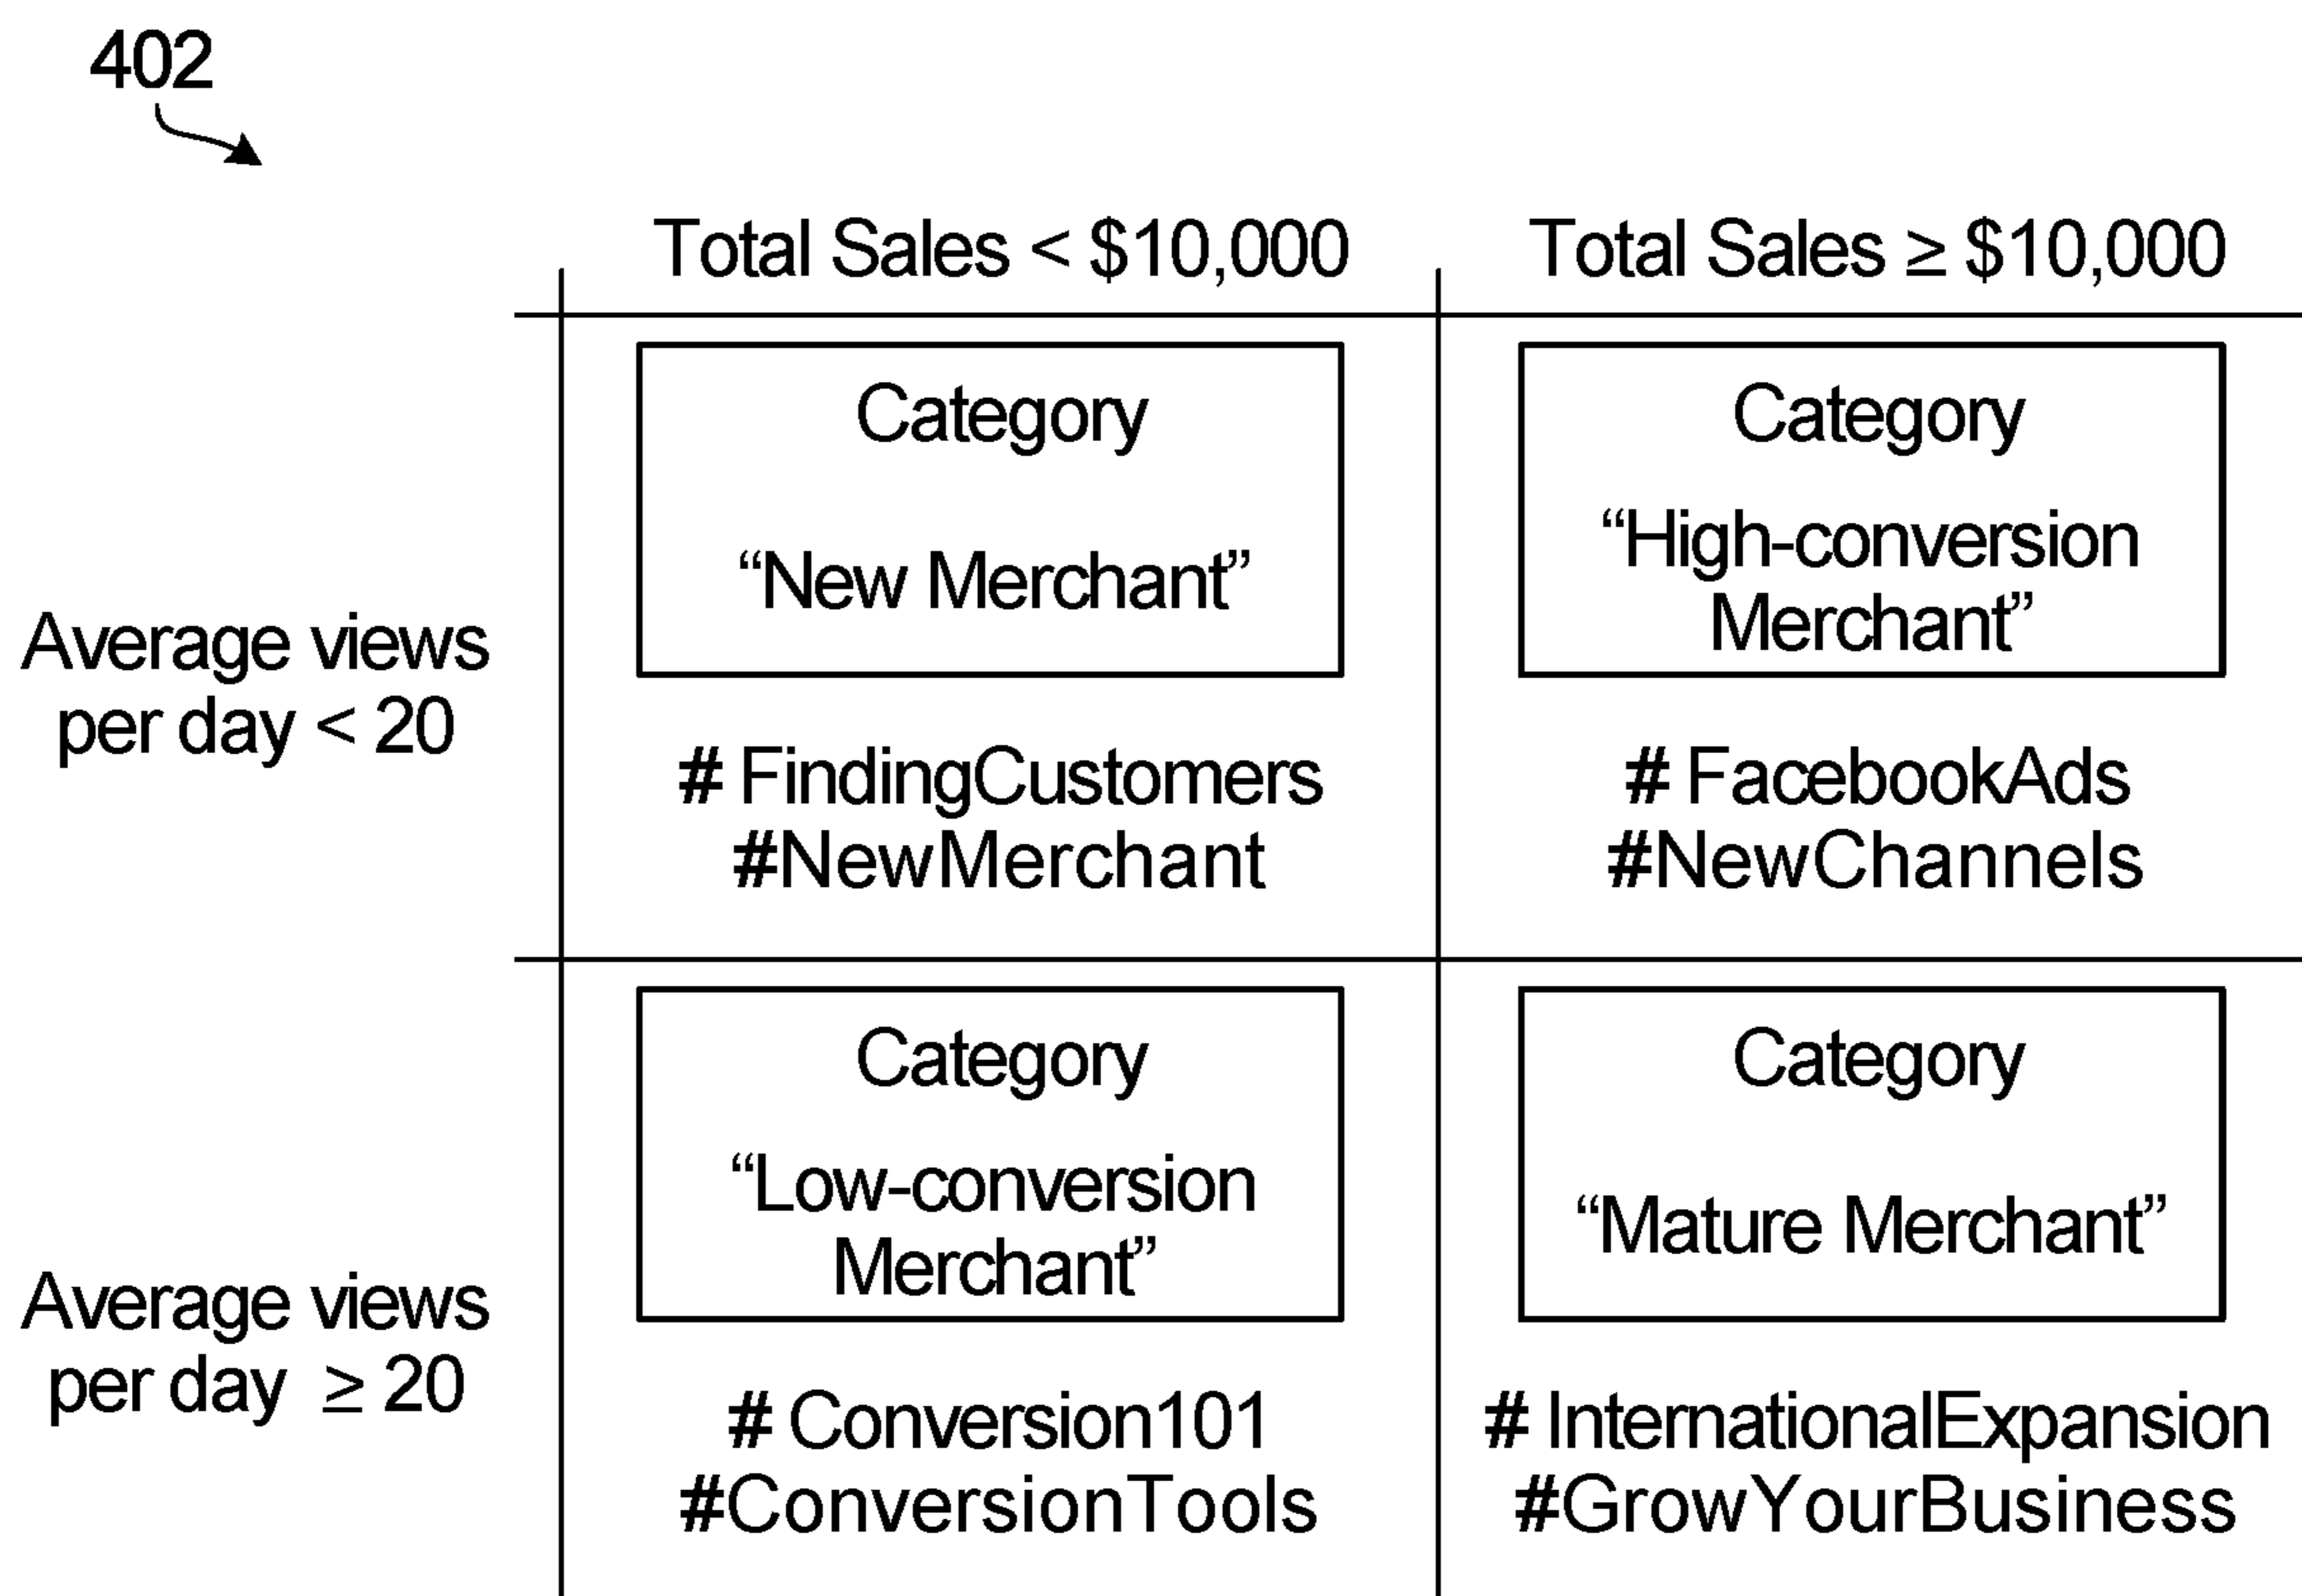 402
Total Sales < $10,000
Total Sales ≥ $10,000
Average views
per day < 20
Category
“New Merchant”
# FindingCustomers
#NewMerchant
Category
“High-conversion
Merchant”
# FacebookAds
#NewChannels
Average views
per day ≥ 20
Category
“Low-conversion
Merchant”
# Conversion101
#ConversionTools
Category
“Mature Merchant”
# InternationalExpansion
#GrowYourBusiness